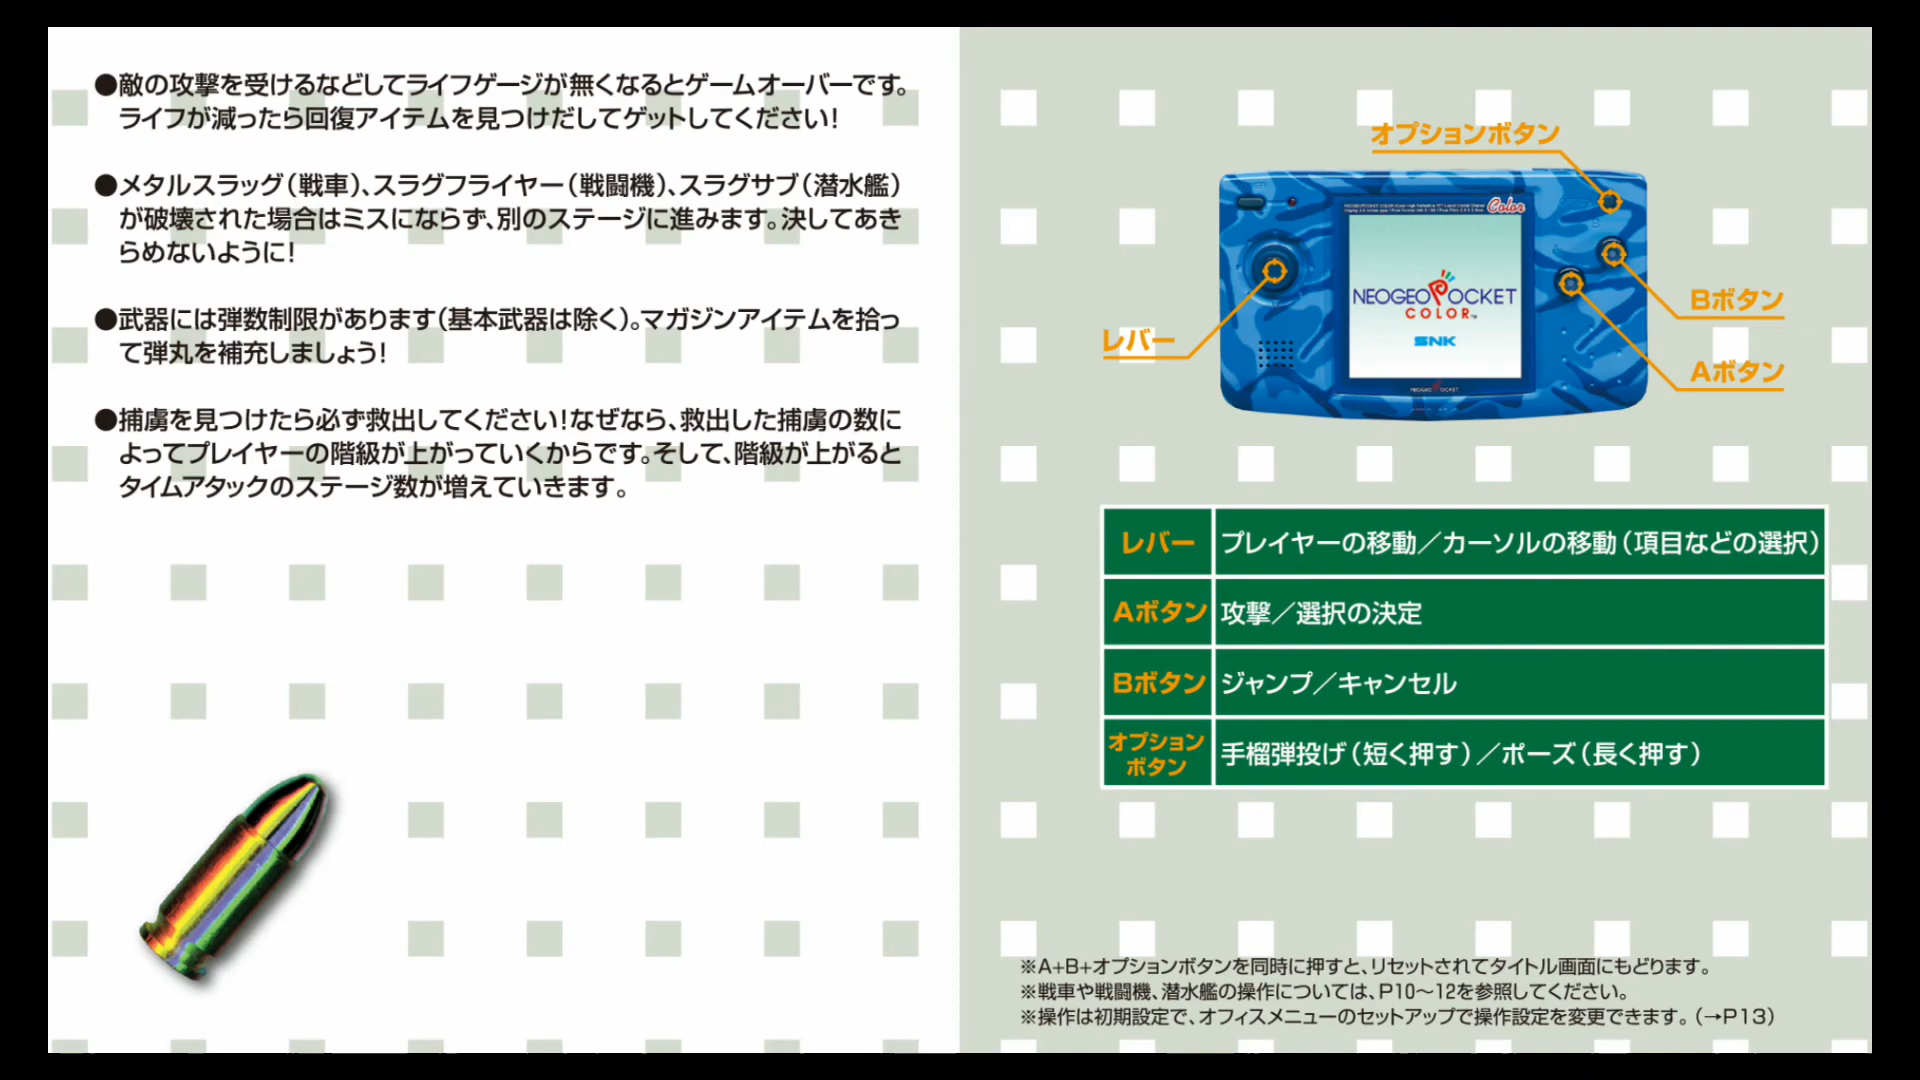 ●敵の攻撃を受けるなどしてライフゲージが無くなるとゲームオーバーです。
ライフが減ったら回復アイテムを見つけだしてゲットしてください！
●メタルスラッグ（戦車）、スラグフライヤー（戦闘機）、スラグサブ（潜水艦）
が破壊された場合はミスにならず、別のステージに進みます。決してあき
らめないように！
●武器には弾数制限があります（基本武器は除く）。マガジンアイテムを拾っ
て弾丸を補充しましょう！
●捕虜を見つけたら必ず救出してください！なぜなら、救出した捕虜の数に
よってプレイヤーの階級が上がっていくからです。そして、階級が上がると
タイムアタックのステージ数が増えていきます。
オプションボタン
Color
NEOGEO POCKET
COLOR
SNK
NEOGEO POCKET
レバー
Bボタン
Aボタン
レバー プレイヤーの移動／カーソルの移動（項目などの選択）
Aボタン 攻撃／選択の決定
Bボタン ジャンプ／キャンセル
オプション
ボタン
手榴弾投げ（短く押す）／ポーズ（長く押す）
※A+B+オプションボタンを同時に押すと、リセットされてタイトル画面にもどります。
※戦車や戦闘機、潜水艦の操作については、P10〜12を参照してください。
※操作は初期設定で、オフィスメニューのセットアップで操作設定を変更できます。（→P13）